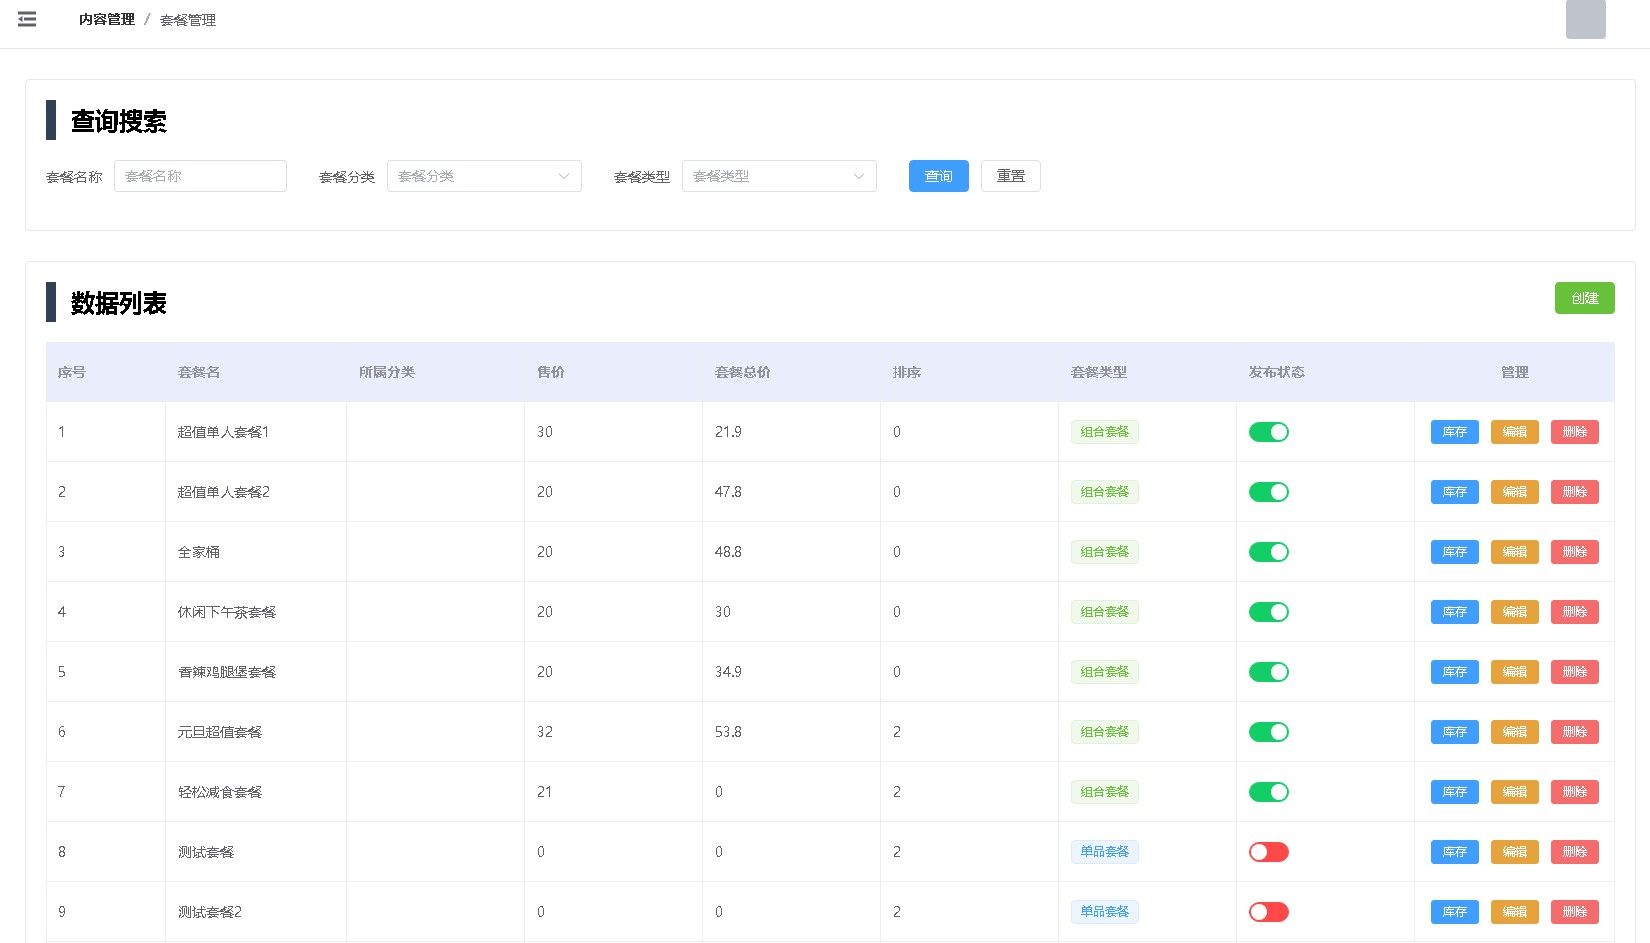 内容管理 / 套餐管理
查询搜索
套餐名称 套餐名称 套餐分类 套餐分类 套餐类型 套餐类型 查询 重置
数据列表 创建
序号 套餐名 所属分类 售价 套餐总价 排序 套餐类型 发布状态 管理
1 超值单人套餐1 30 21.9 0 组合套餐 库存 编辑 删除
2 超值单人套餐2 20 47.8 0 组合套餐 库存 编辑 删除
3 全家桶 20 48.8 0 组合套餐 库存 编辑 删除
4 休闲下午茶套餐 20 30 0 组合套餐 库存 编辑 删除
5 香辣鸡腿堡套餐 20 34.9 0 组合套餐 库存 编辑 删除
6 元旦超值套餐 32 53.8 2 组合套餐 库存 编辑 删除
7 轻松减食套餐 21 0 2 组合套餐 库存 编辑 删除
8 测试套餐 0 0 2 单品套餐 库存 编辑 删除
9 测试套餐2 0 0 2 单品套餐 库存 编辑 删除